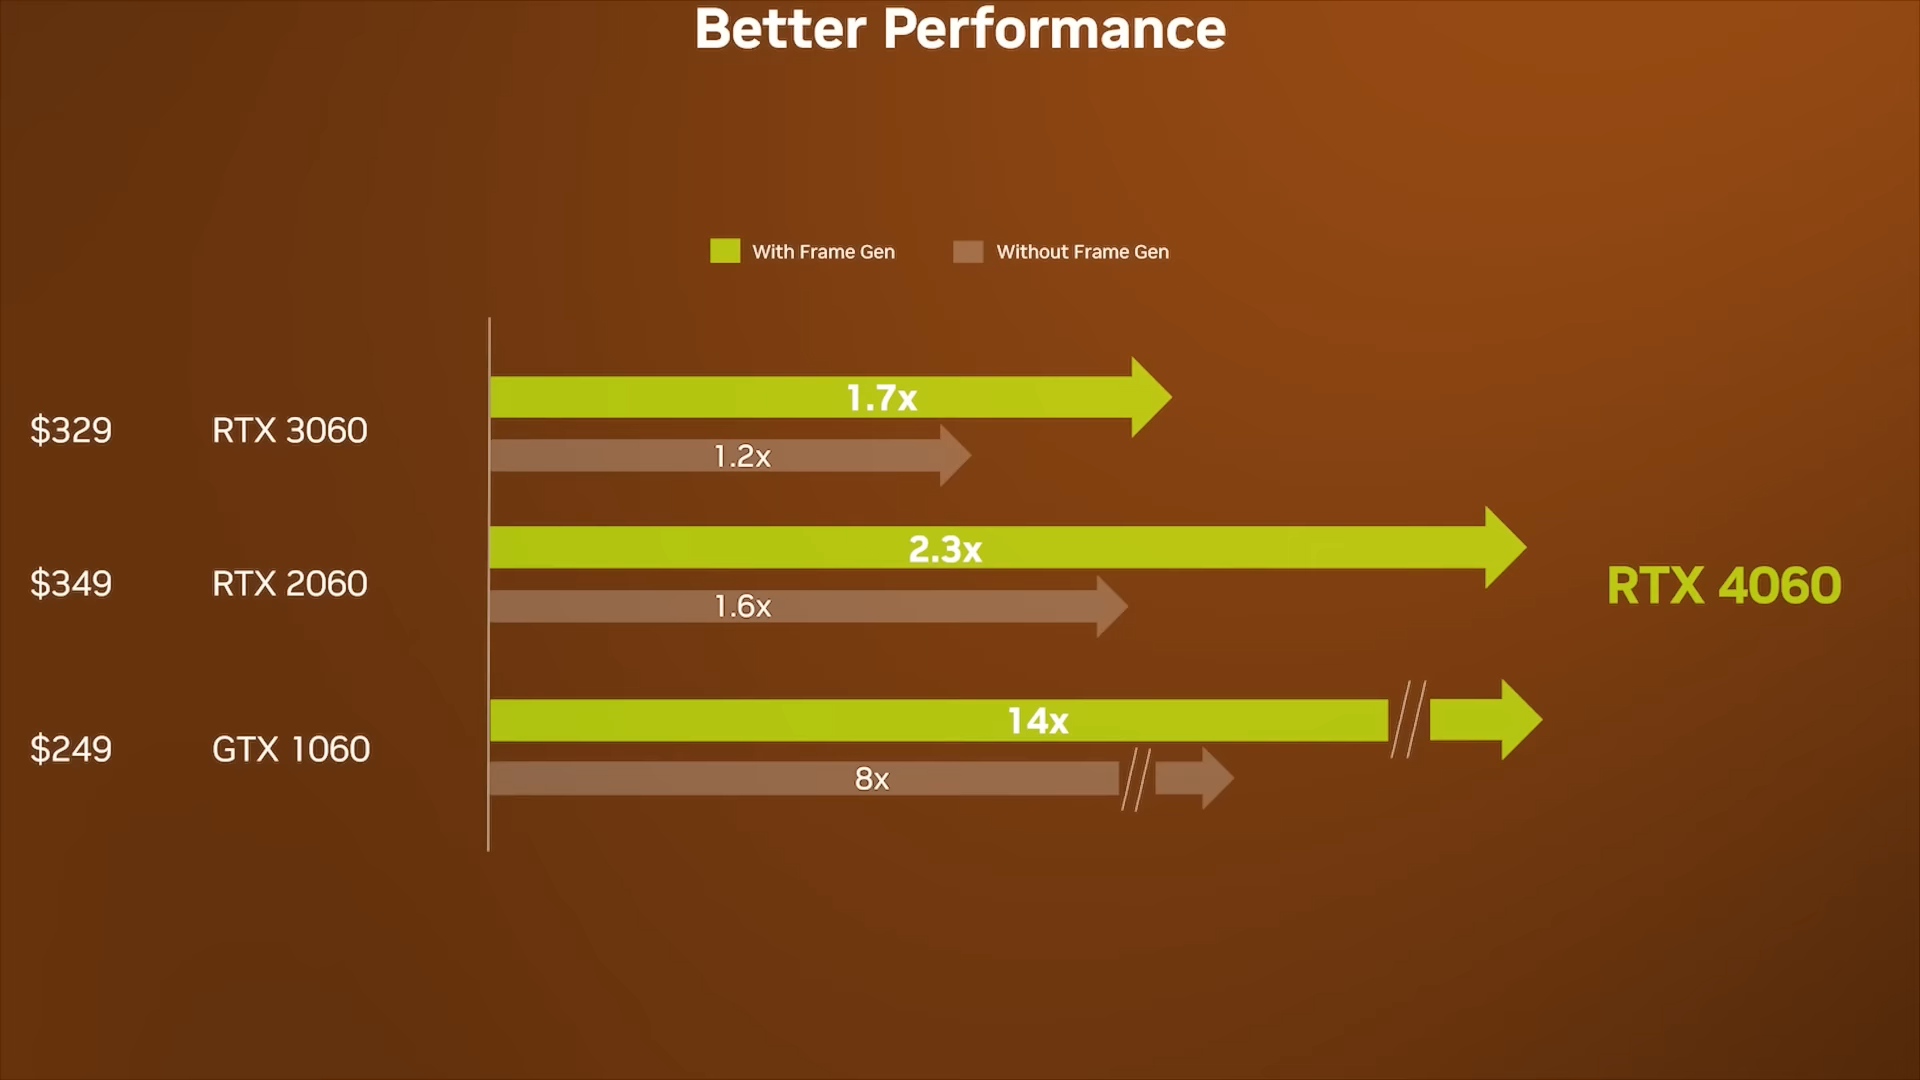 Better Performance
With Frame Gen
Without Frame Gen
$329 RTX 3060
1.7x
1.2x
$349 RTX 2060
2.3x
1.6x
RTX 4060
$249 GTX 1060
14x
8x